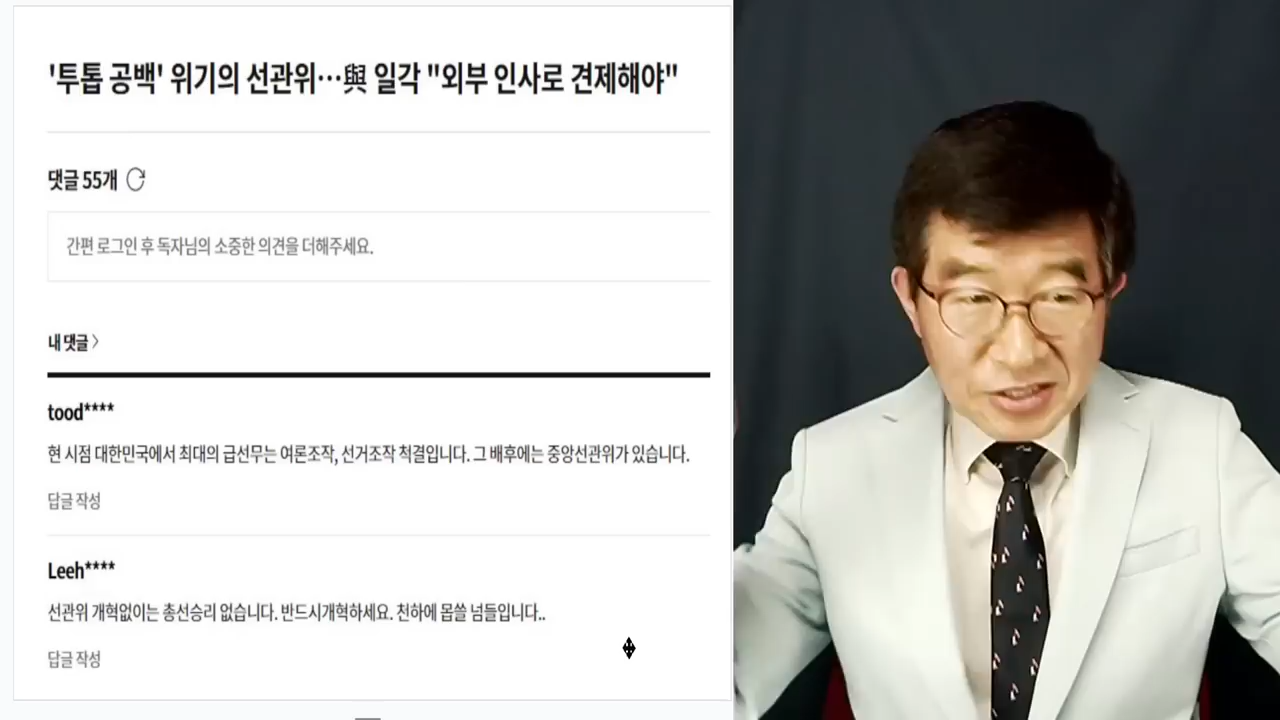 '투톱 공백' 위기의 선관위…與 일각 "외부 인사로 견제해야"
댓글 55개
간편 로그인 후 독자님의 소중한 의견을 더해주세요.
내 댓글 >
tood****
현 시점 대한민국에서 최대의 급선무는 여론조작, 선거조작 척결입니다. 그 배후에는 중앙선관위가 있습니다.
답글 작성
Leeh****
선관위 개혁없이는 총선승리 없습니다. 반드시개혁하세요. 천하에 몹쓸 넘들입니다..
답글 작성